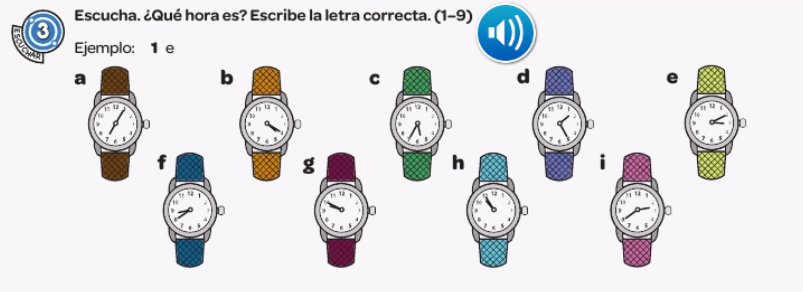 3
ESCUCHAR
Escucha. ¿Qué hora es? Escribe la letra correcta. (1–9)
Ejemplo: 1 e
a b c d e
f g h i